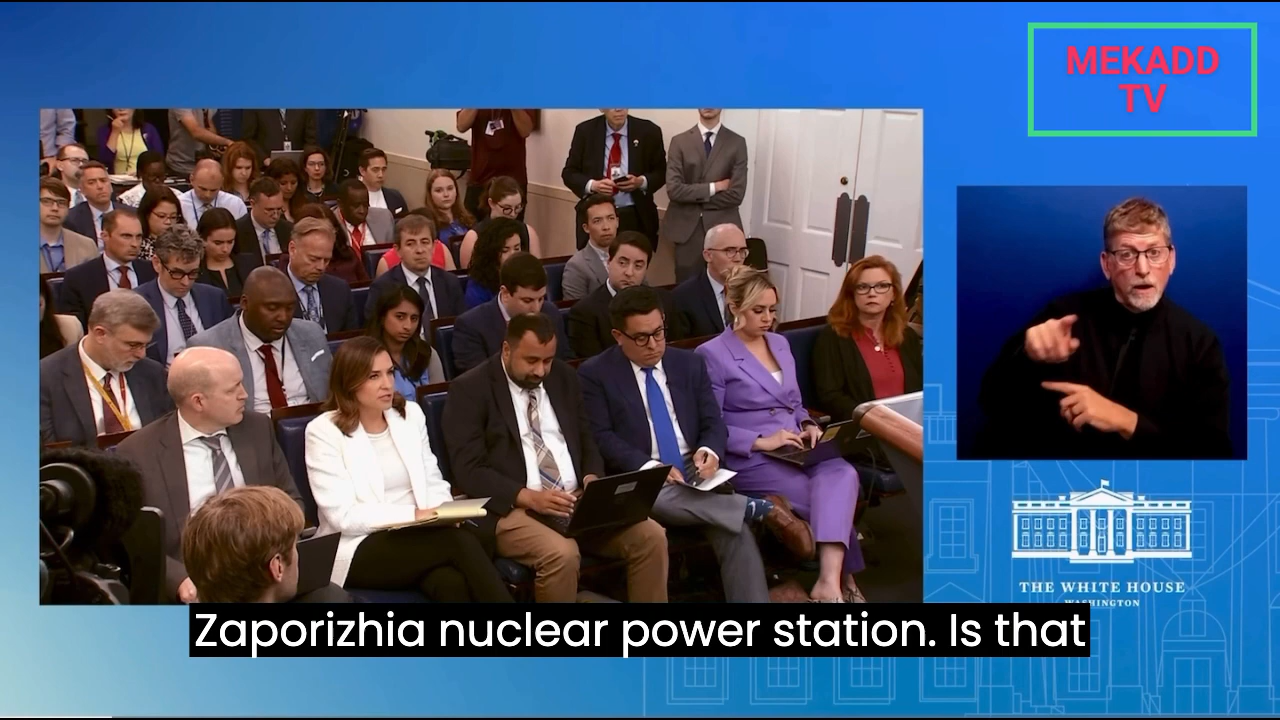 MEKADD
TV
THE WHITE HOUSE
WASHINGTON
Zaporizhia nuclear power station. Is that